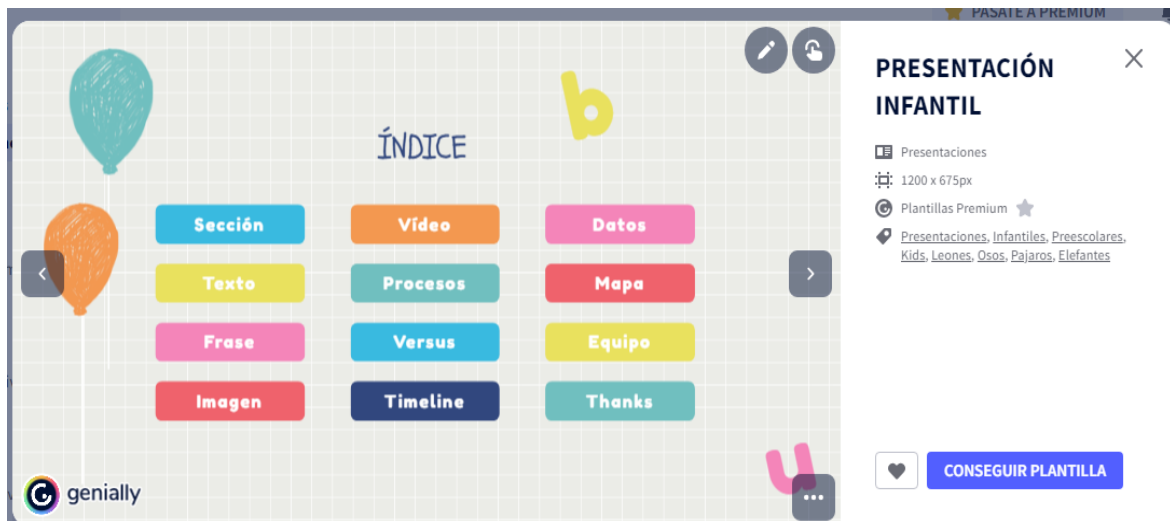 PÁSATE A PREMIUM
b
ÍNDICE
Sección Vídeo Datos
Texto Procesos Mapa
Frase Versus Equipo
Imagen Timeline Thanks
u
genially
PRESENTACIÓN
INFANTIL
Presentaciones
1200 x 675px
Plantillas Premium
Presentaciones, Infantiles, Preescolares,
Kids, Leones, Osos, Pajaros, Elefantes
CONSEGUIR PLANTILLA